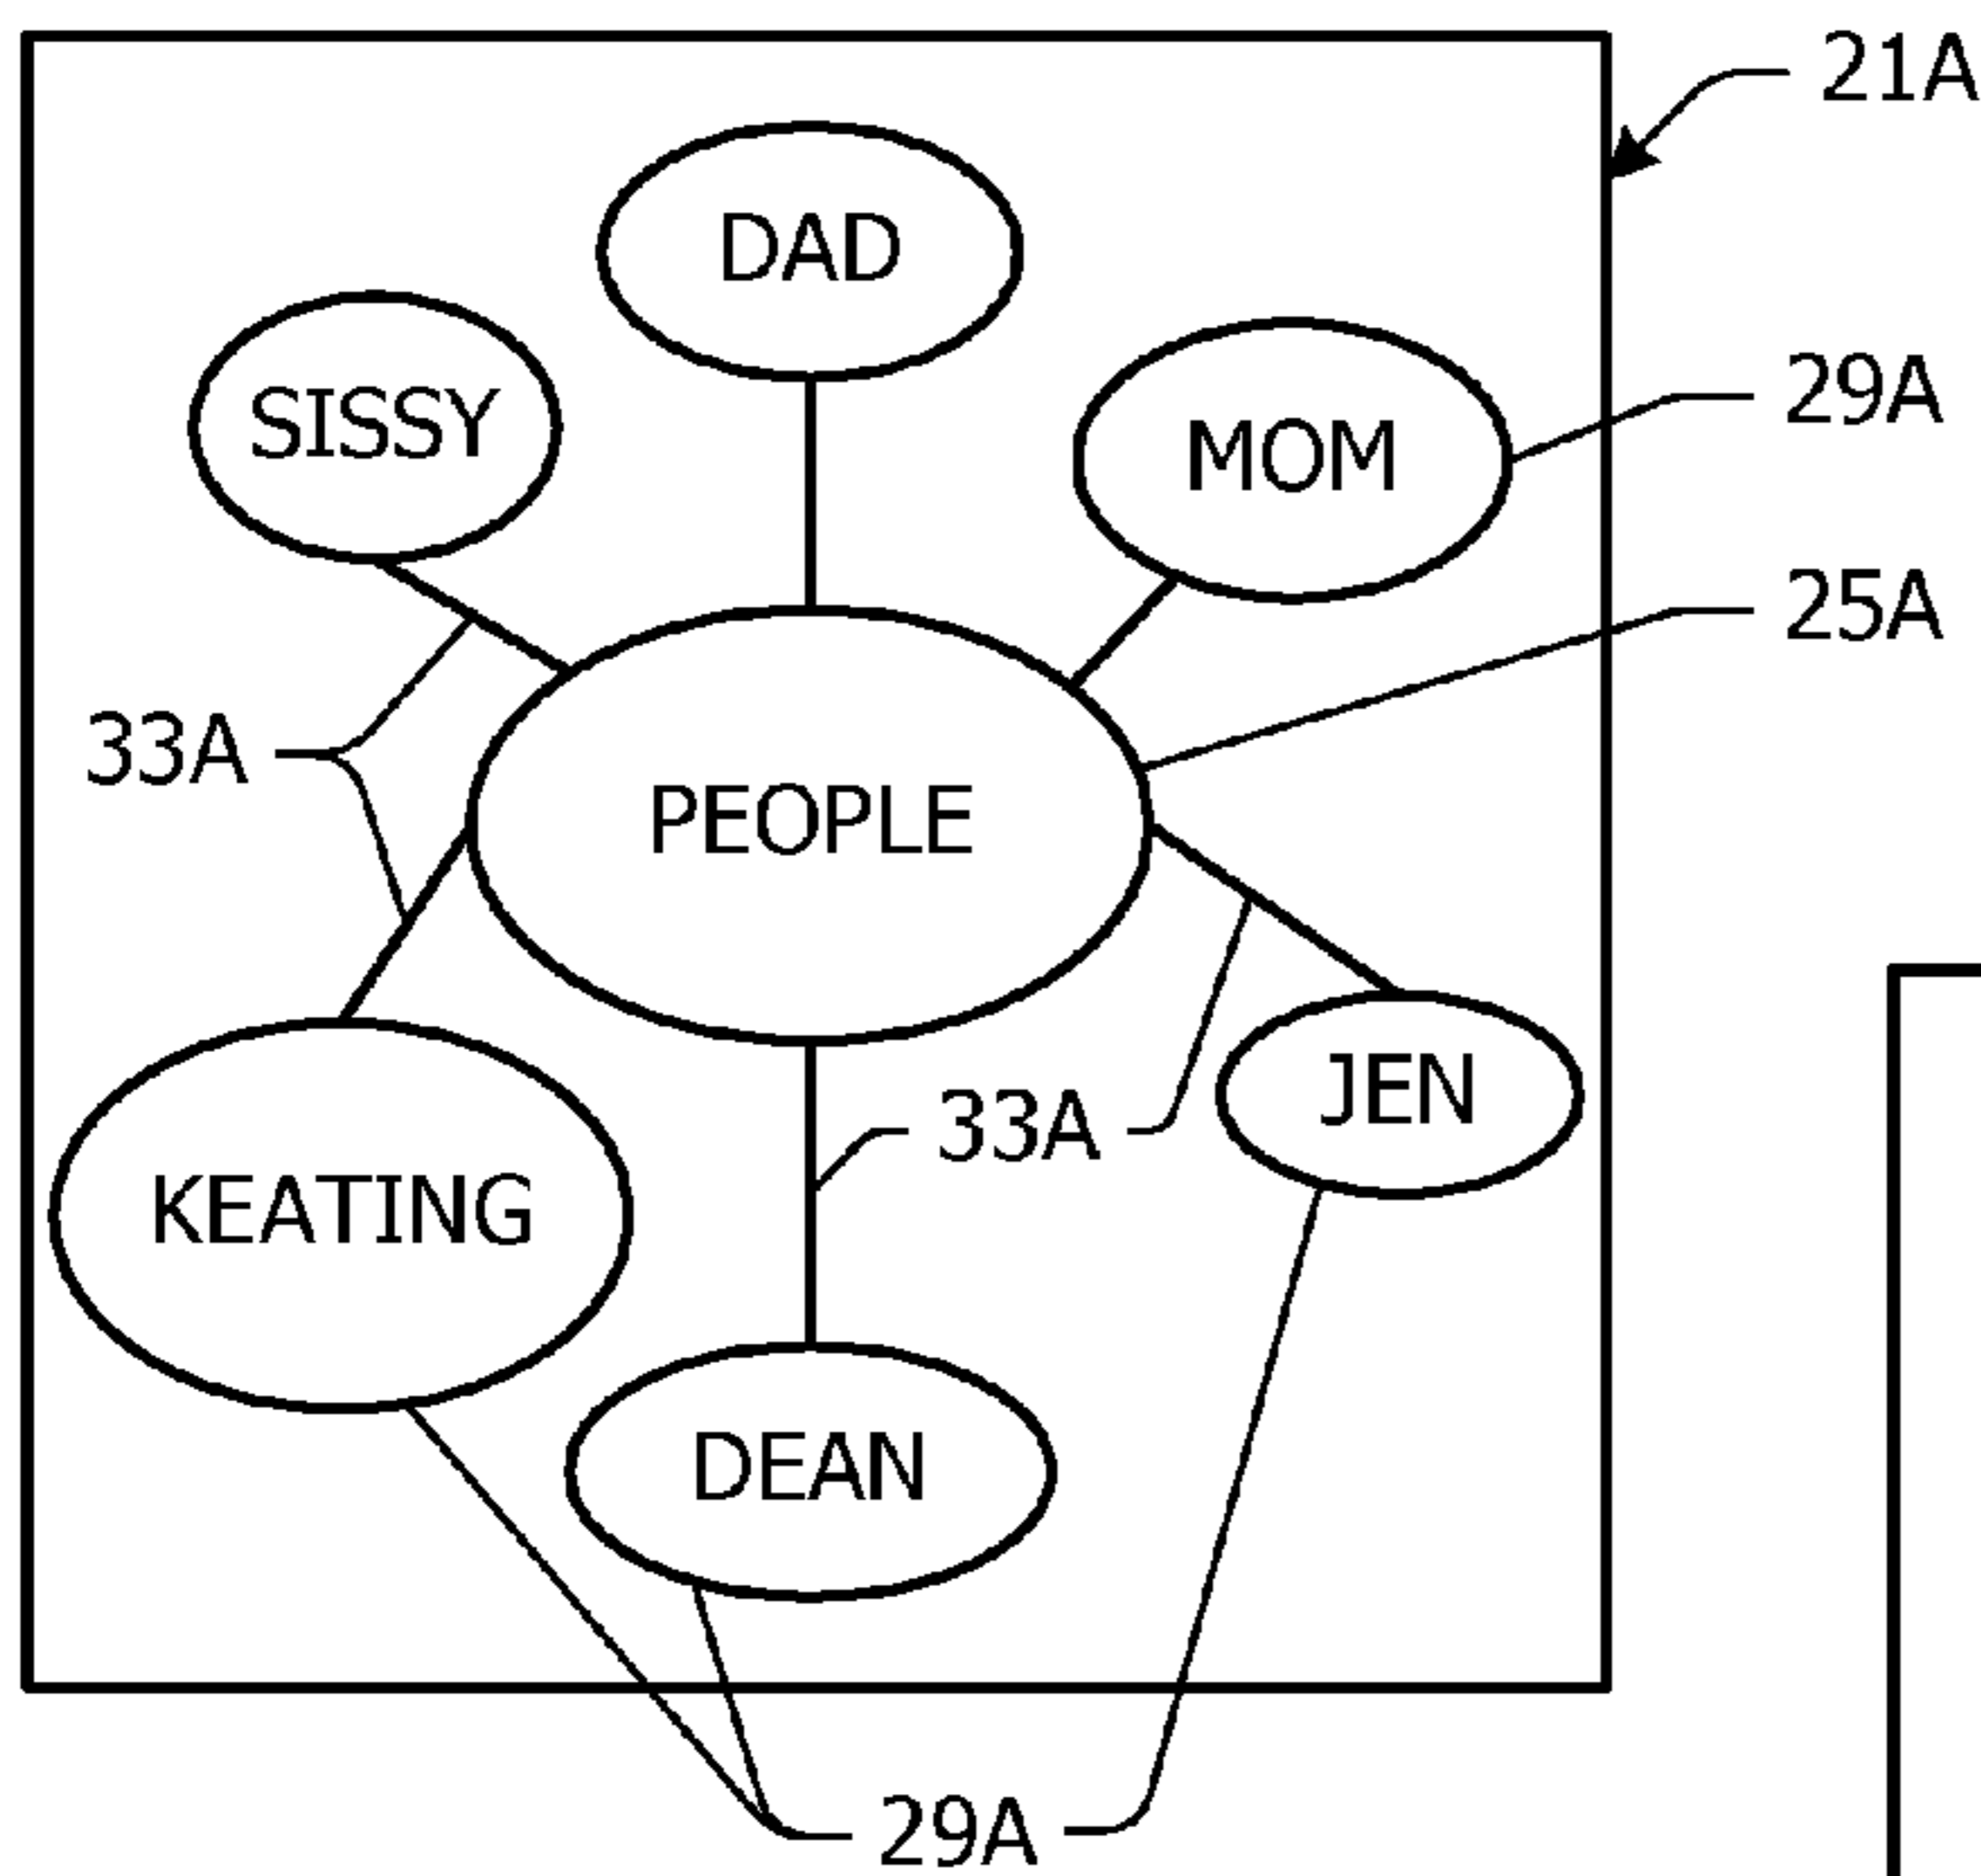 21A
DAD
29A
SISSY
MOM
25A
33A
PEOPLE
33A
JEN
KEATING
DEAN
29A